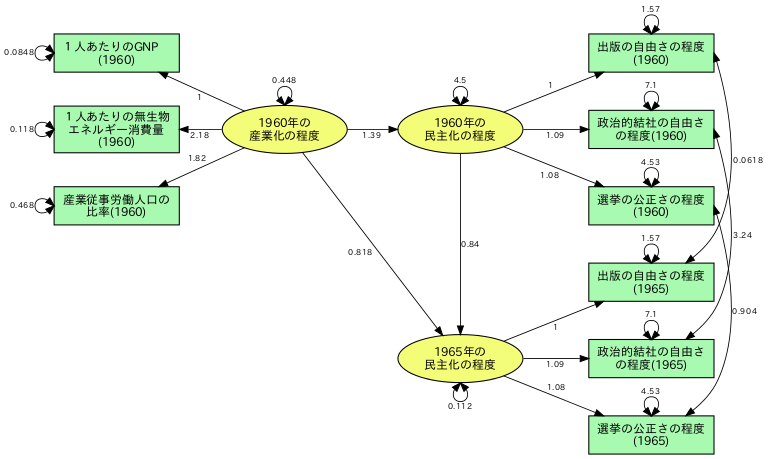 1.57
出版の自由さの程度
(1960)
0.0848
1 人あたりのGNP
(1960)
1
0.448
4.5
1
7.1
政治的結社の自由さ
の程度(1960)
0.118
1 人あたりの無生物
エネルギー消費量
(1960)
2.18
1960年の
産業化の程度
1.39
1960年の
民主化の程度
1.09
1.82
1.08
0.0618
4.53
選挙の公正さの程度
(1960)
0.468
産業従事労働人口の
比率(1960)
3.24
0.818
0.84
1.57
出版の自由さの程度
(1965)
0.904
1
7.1
政治的結社の自由さ
の程度(1965)
1965年の
民主化の程度
1.09
1.08
0.112
4.53
選挙の公正さの程度
(1965)